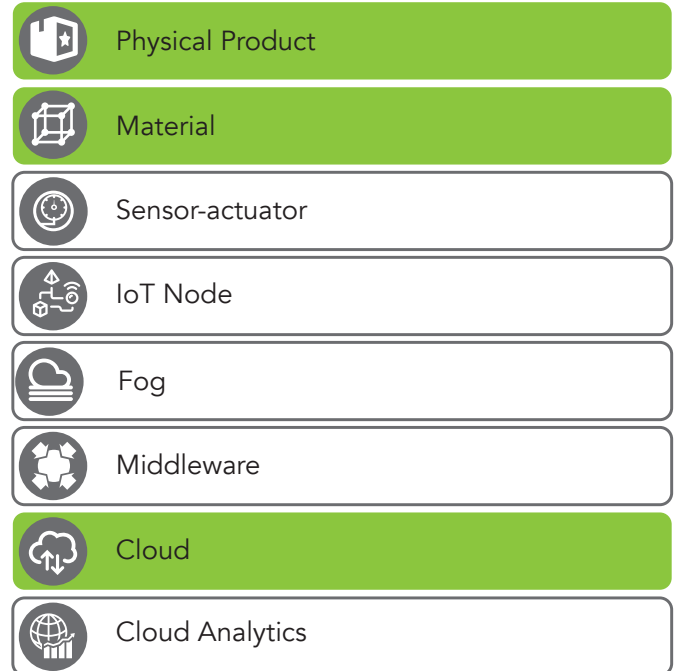 Physical Product
Material
Sensor-actuator
IoT Node
Fog
Middleware
Cloud
Cloud Analytics